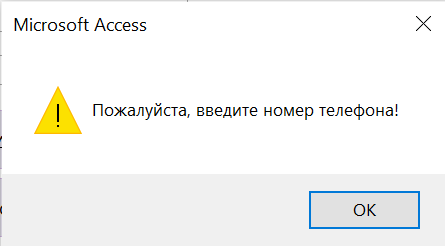 Microsoft Access
Пожалуйста, введите номер телефона!
OK